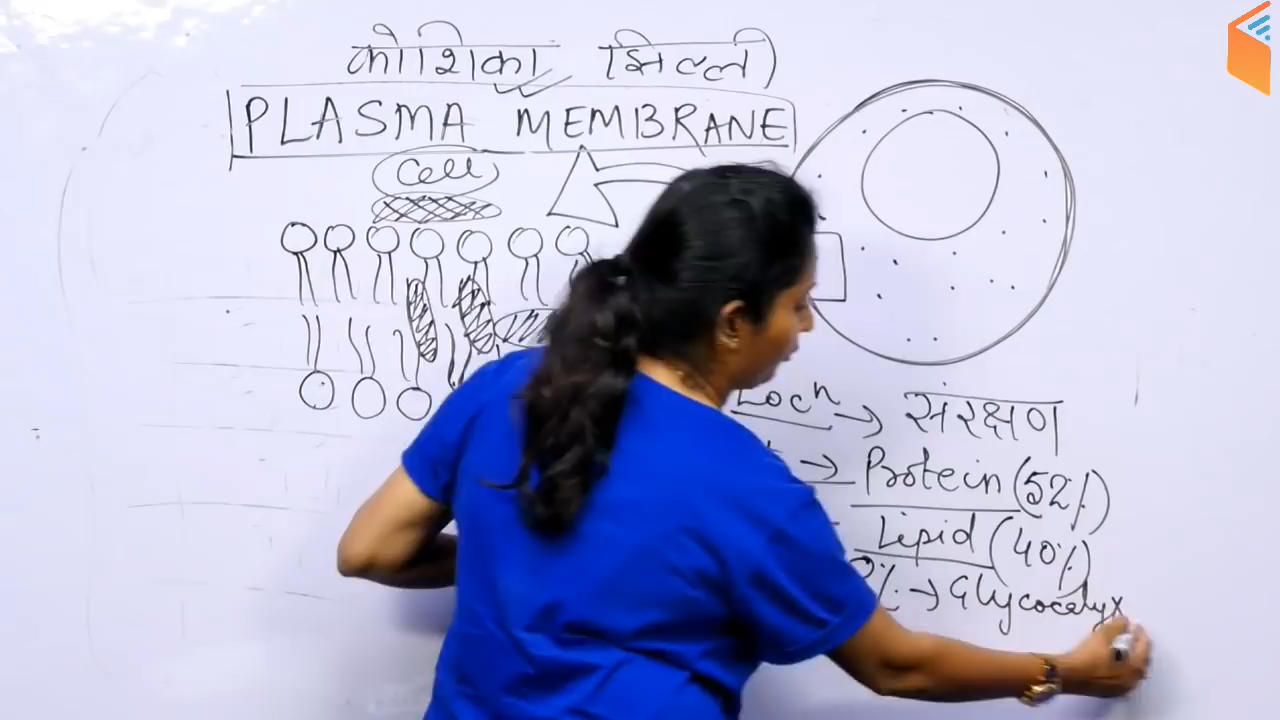 कोशिका झिल्ली
PLASMA MEMBRANE
Cell
Locⁿ → संरक्षण
→ Protein (52%)
Lipid (40%)
% → Glycocalyx